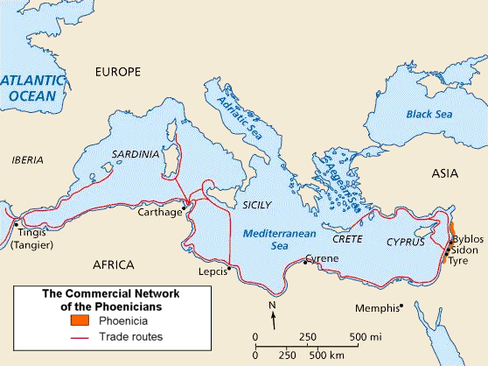 ATLANTIC
OCEAN
EUROPE
Adriatic Sea
Black Sea
IBERIA
SARDINIA
ASIA
Aegean Sea
SICILY
Carthage
Mediterranean
Sea
CRETE
CYPRUS
Byblos
Sidon
Tyre
Tingis
(Tangier)
AFRICA
Lepcis
Cyrene
Memphis
The Commercial Network
of the Phoenicians
Phoenicia
Trade routes
N
0 250 500 mi
0 250 500 km